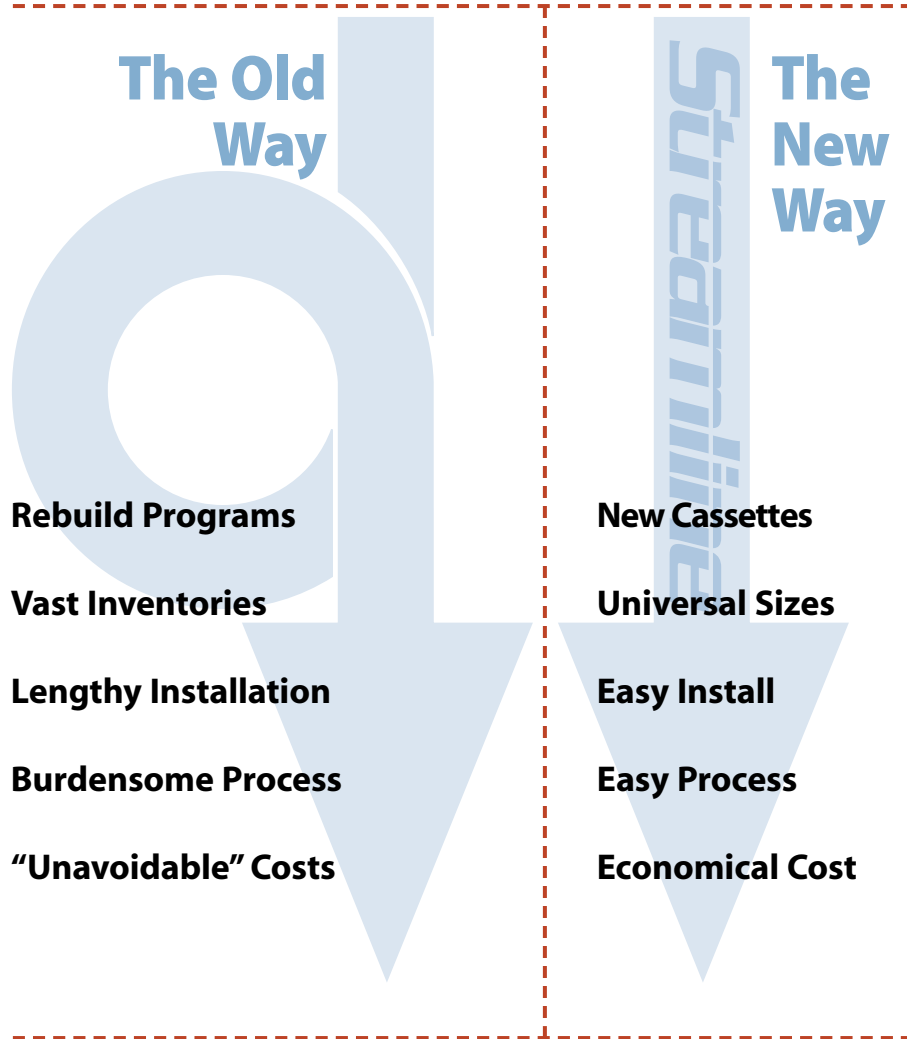 The Old
Way
Rebuild Programs
Vast Inventories
Lengthy Installation
Burdensome Process
“Unavoidable” Costs
Streamline
The
New
Way
New Cassettes
Universal Sizes
Easy Install
Easy Process
Economical Cost